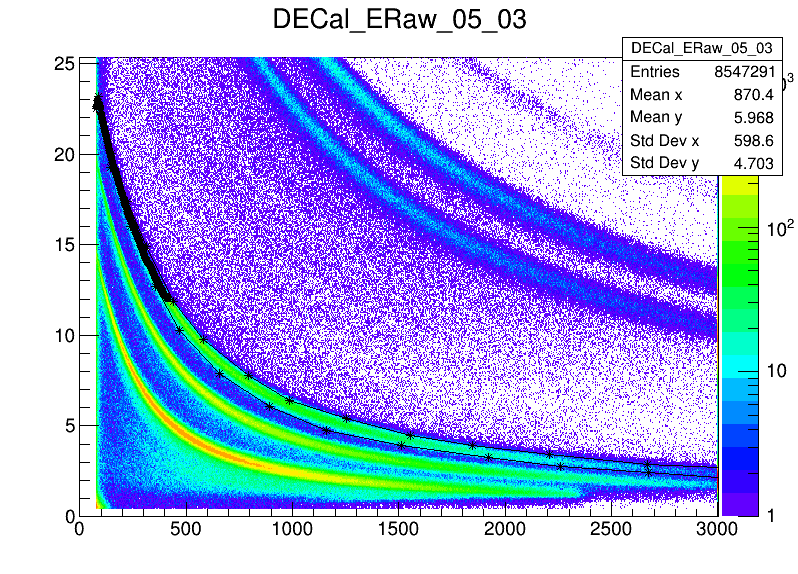 DECal_ERaw_05_03
DECal_ERaw_05_03
Entries 8547291
Mean x 870.4
Mean y 5.968
Std Dev x 598.6
Std Dev y 4.703
25
20
15
10
5
0
0 500 1000 1500 2000 2500 3000
10²
10
1